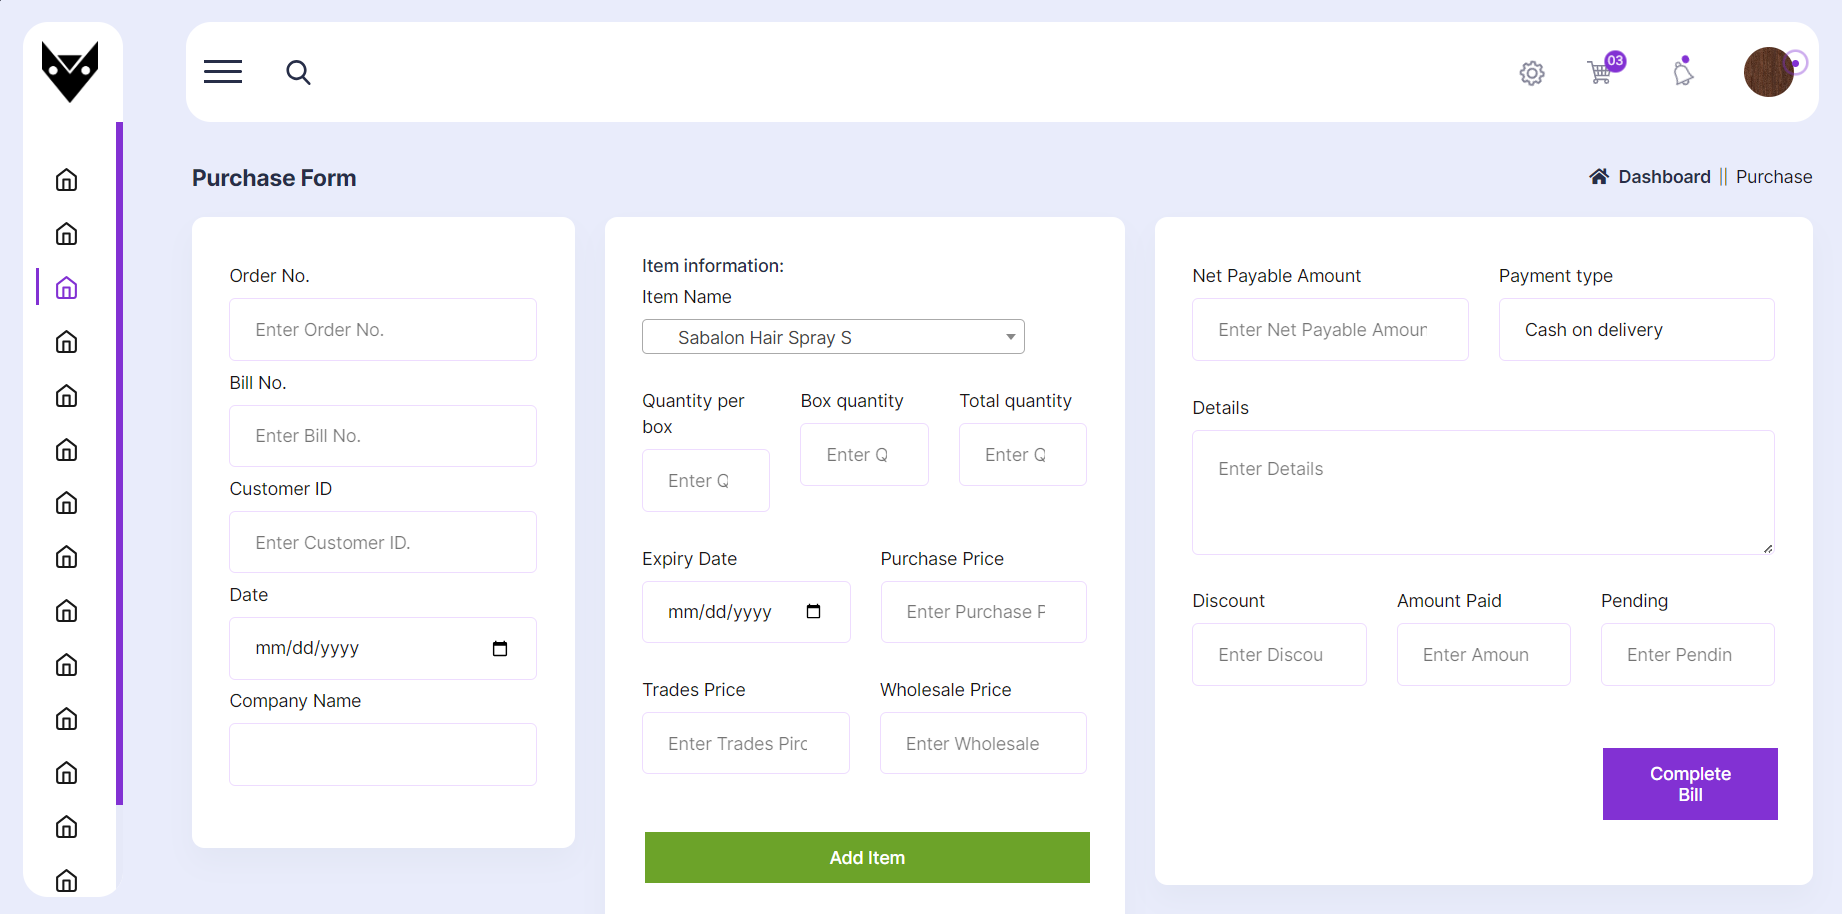 03
Purchase Form
Dashboard || Purchase
Order No.
Enter Order No.
Bill No.
Enter Bill No.
Customer ID
Enter Customer ID.
Date
mm/dd/yyyy
Company Name
Item information:
Item Name
Sabalon Hair Spray S
Quantity per
box
Enter Q
Box quantity
Enter Q
Total quantity
Enter Q
Expiry Date
mm/dd/yyyy
Purchase Price
Enter Purchase P
Trades Price
Enter Trades Pirc
Wholesale Price
Enter Wholesale
Add Item
Net Payable Amount
Enter Net Payable Amour
Payment type
Cash on delivery
Details
Enter Details
Discount
Enter Discou
Amount Paid
Enter Amoun
Pending
Enter Pendin
Complete
Bill